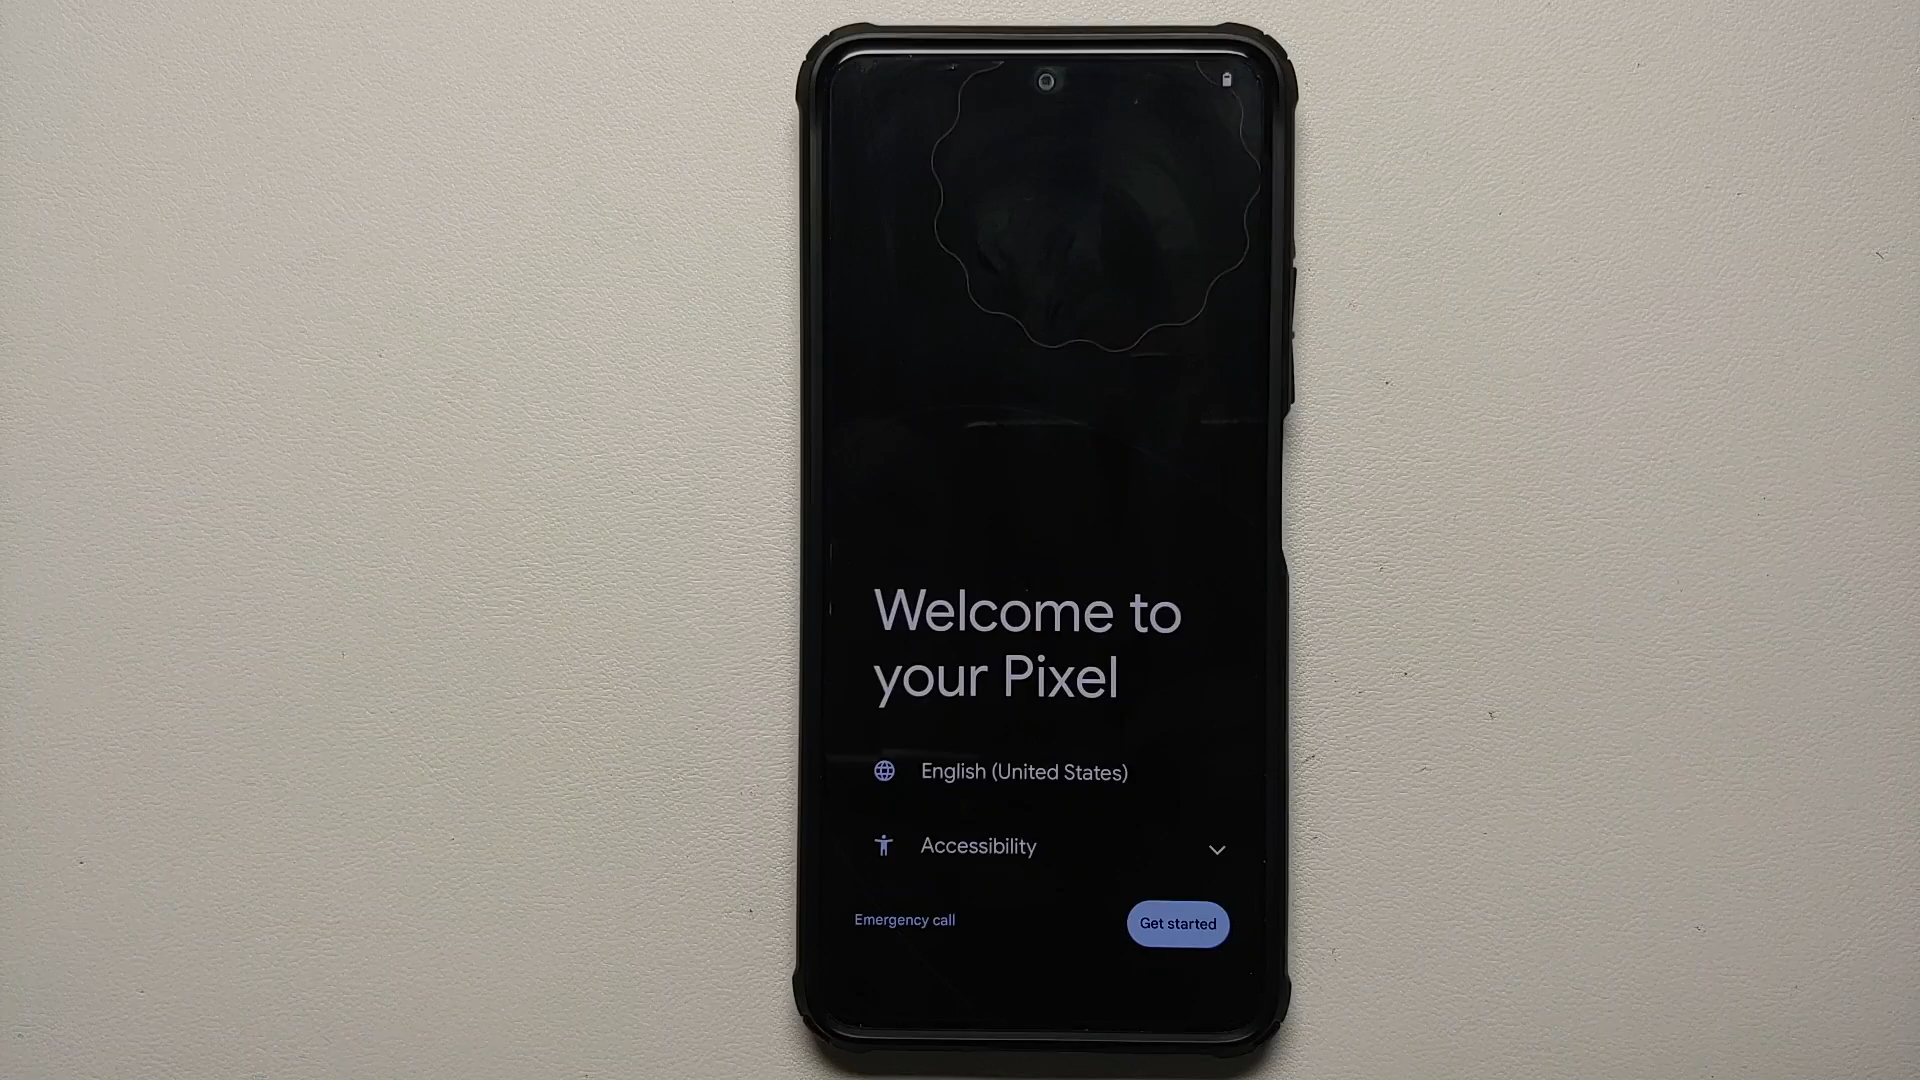 Welcome to
your Pixel
English (United States)
Accessibility
Emergency call
Get started